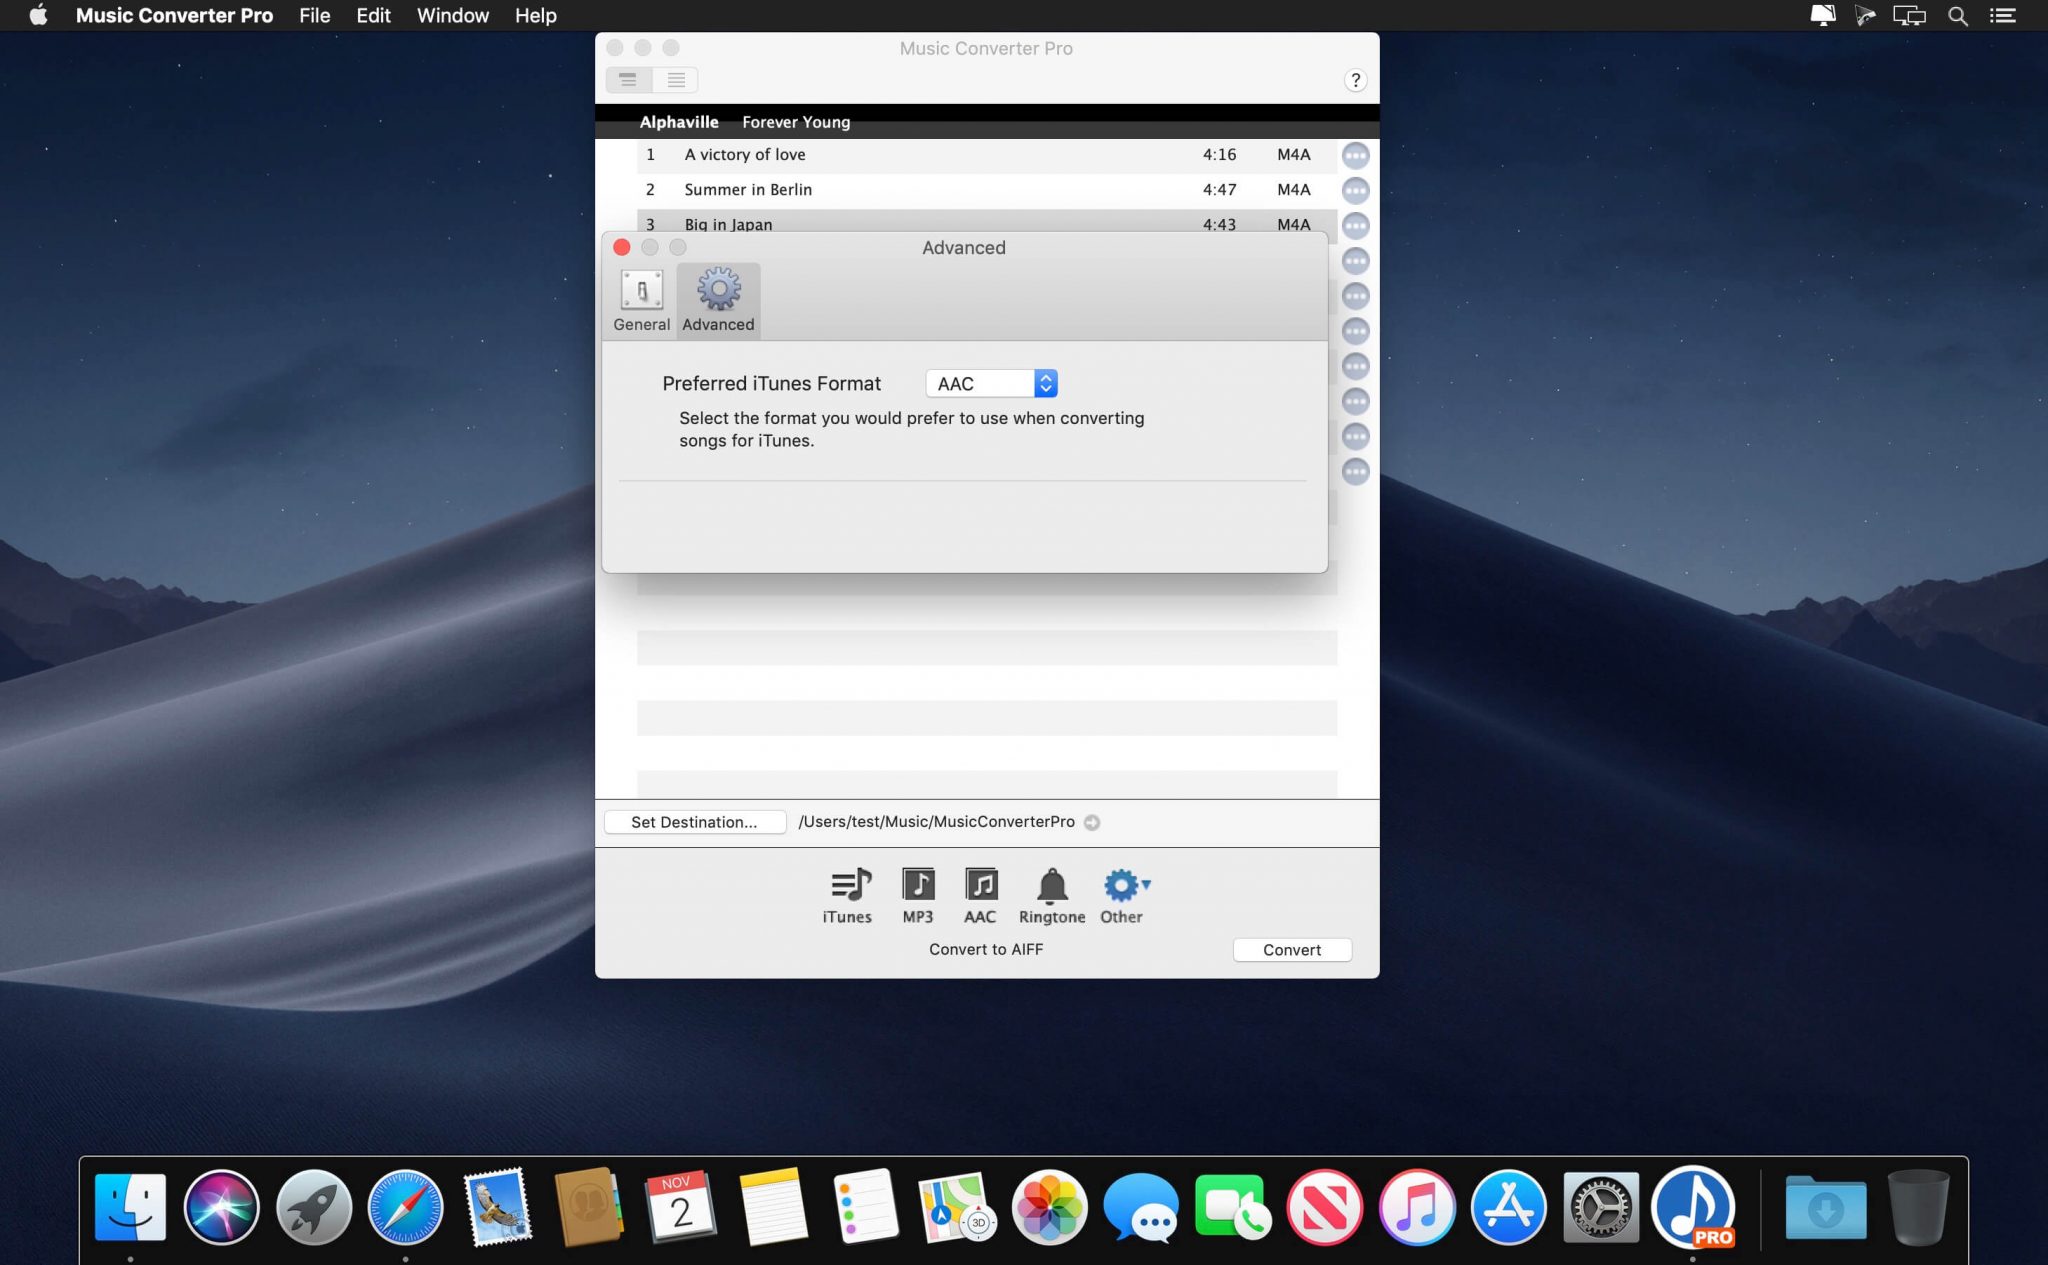 Music Converter Pro File Edit Window Help
Music Converter Pro
?
Alphaville Forever Young
1 A victory of love 4:16 M4A
2 Summer in Berlin 4:47 M4A
3 Big in Japan 4:43 M4A
Advanced
General Advanced
Preferred iTunes Format AAC
Select the format you would prefer to use when converting
songs for iTunes.
Set Destination... /Users/test/Music/MusicConverterPro
iTunes MP3 AAC Ringtone Other
Convert to AIFF Convert
NOV
2
3D
PRO